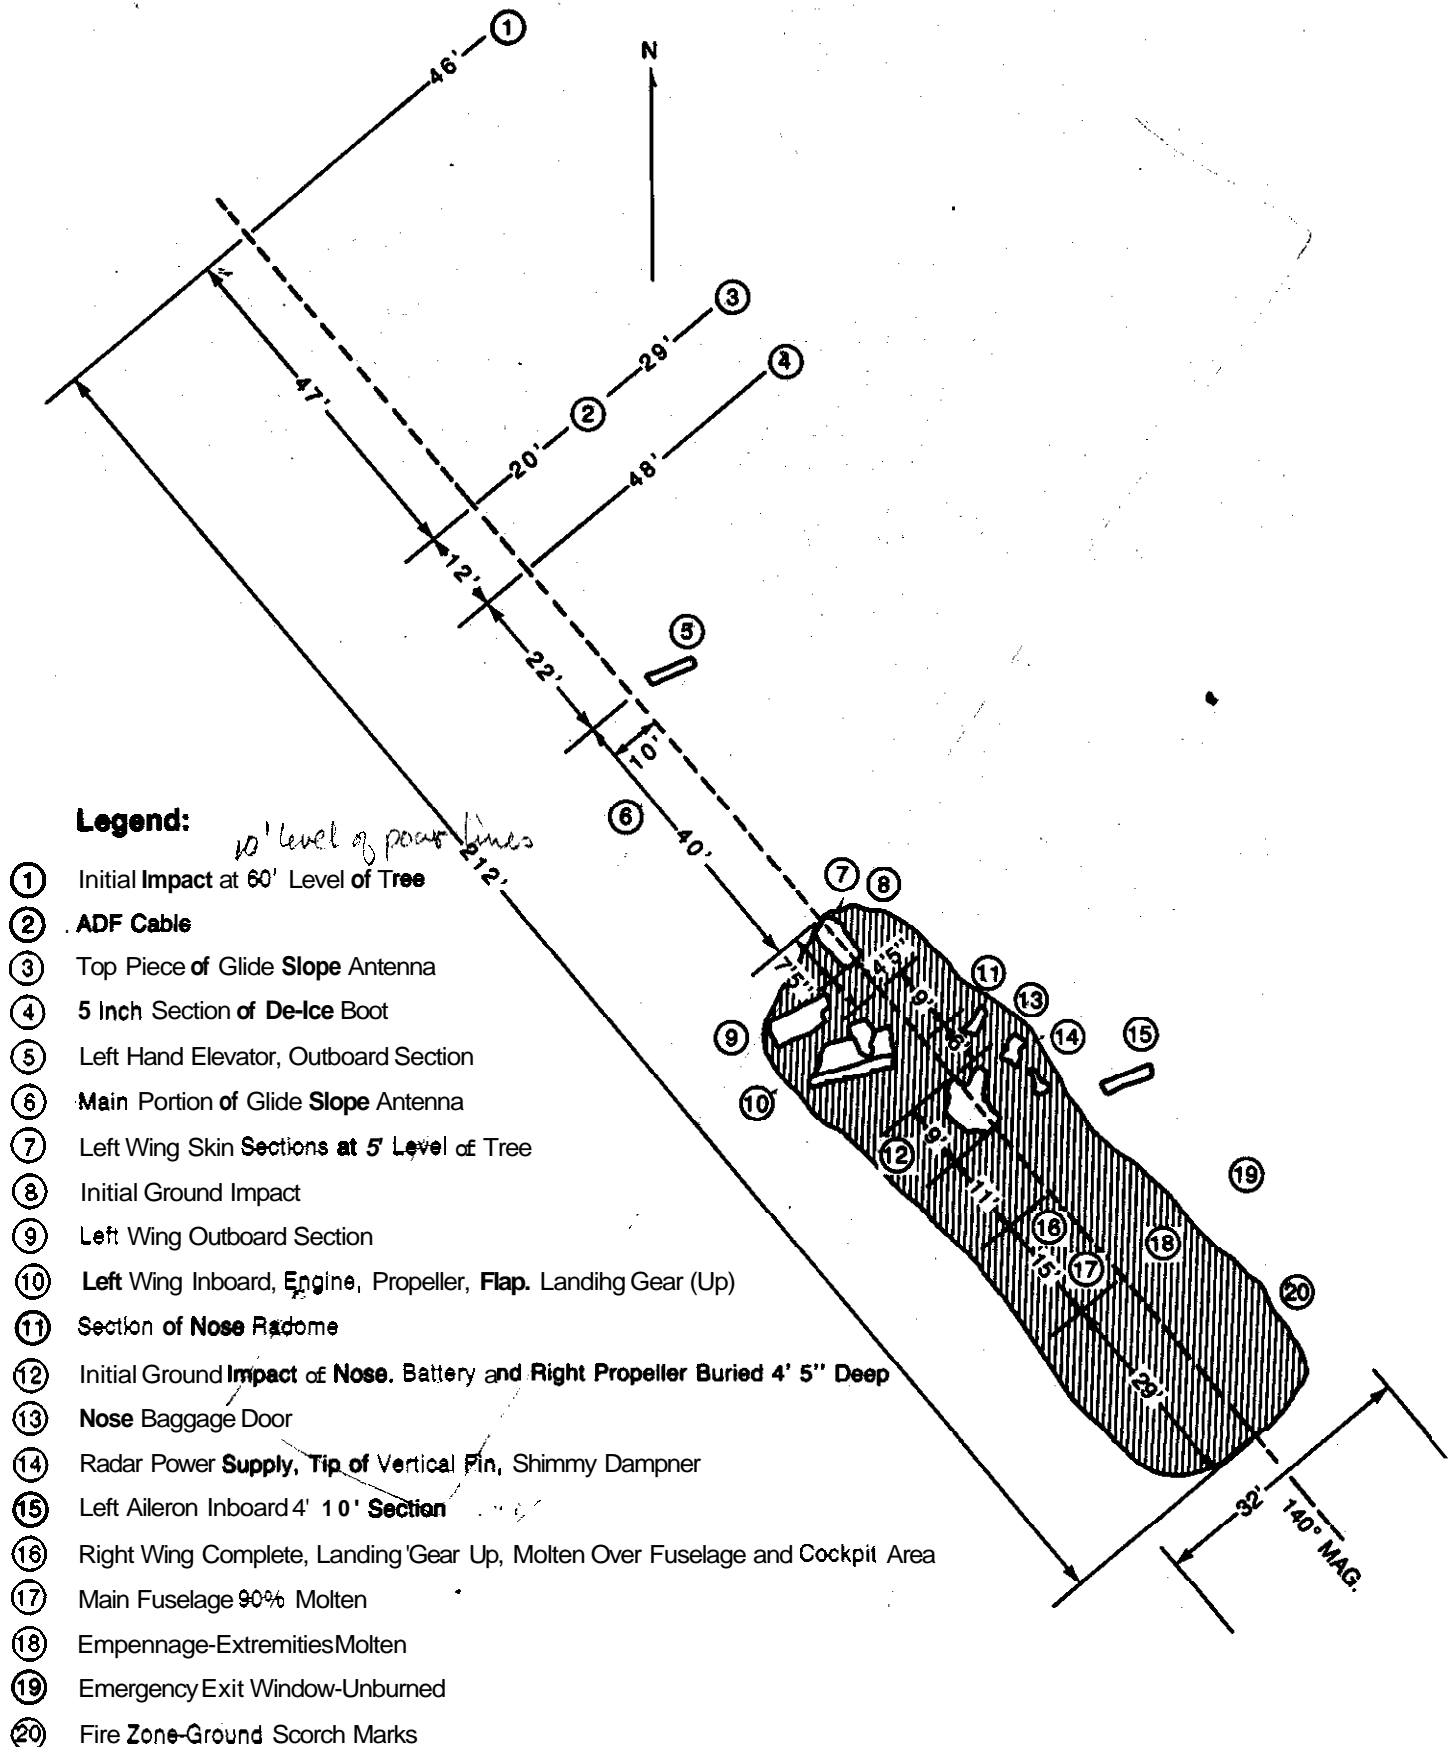 1
46'
N
3
29'
4
47'
2
20'
48'
12'
5
22'
10'
6
40'
212'
7
8
7'5"
4'5"
11
9'
13
6'
9
14
15
10
9'
12
11'
19
16
18
15'
17
20
29'
32'
140° MAG.
Legend:
10' level of power lines
1 Initial Impact at 60' Level of Tree
2 ADF Cable
3 Top Piece of Glide Slope Antenna
4 5 Inch Section of De-Ice Boot
5 Left Hand Elevator, Outboard Section
6 Main Portion of Glide Slope Antenna
7 Left Wing Skin Sections at 5' Level of Tree
8 Initial Ground Impact
9 Left Wing Outboard Section
10 Left Wing Inboard, Engine, Propeller, Flap. Landihg Gear (Up)
11 Section of Nose Radome
12 Initial Ground Impact of Nose. Battery and Right Propeller Buried 4' 5'' Deep
13 Nose Baggage Door
14 Radar Power Supply, Tip of Vertical Fin, Shimmy Dampner
15 Left Aileron Inboard 4' 10' Section
16 Right Wing Complete, Landing 'Gear Up, Molten Over Fuselage and Cockpit Area
17 Main Fuselage 90% Molten
18 Empennage-Extremities Molten
19 Emergency Exit Window-Unburned
20 Fire Zone-Ground Scorch Marks